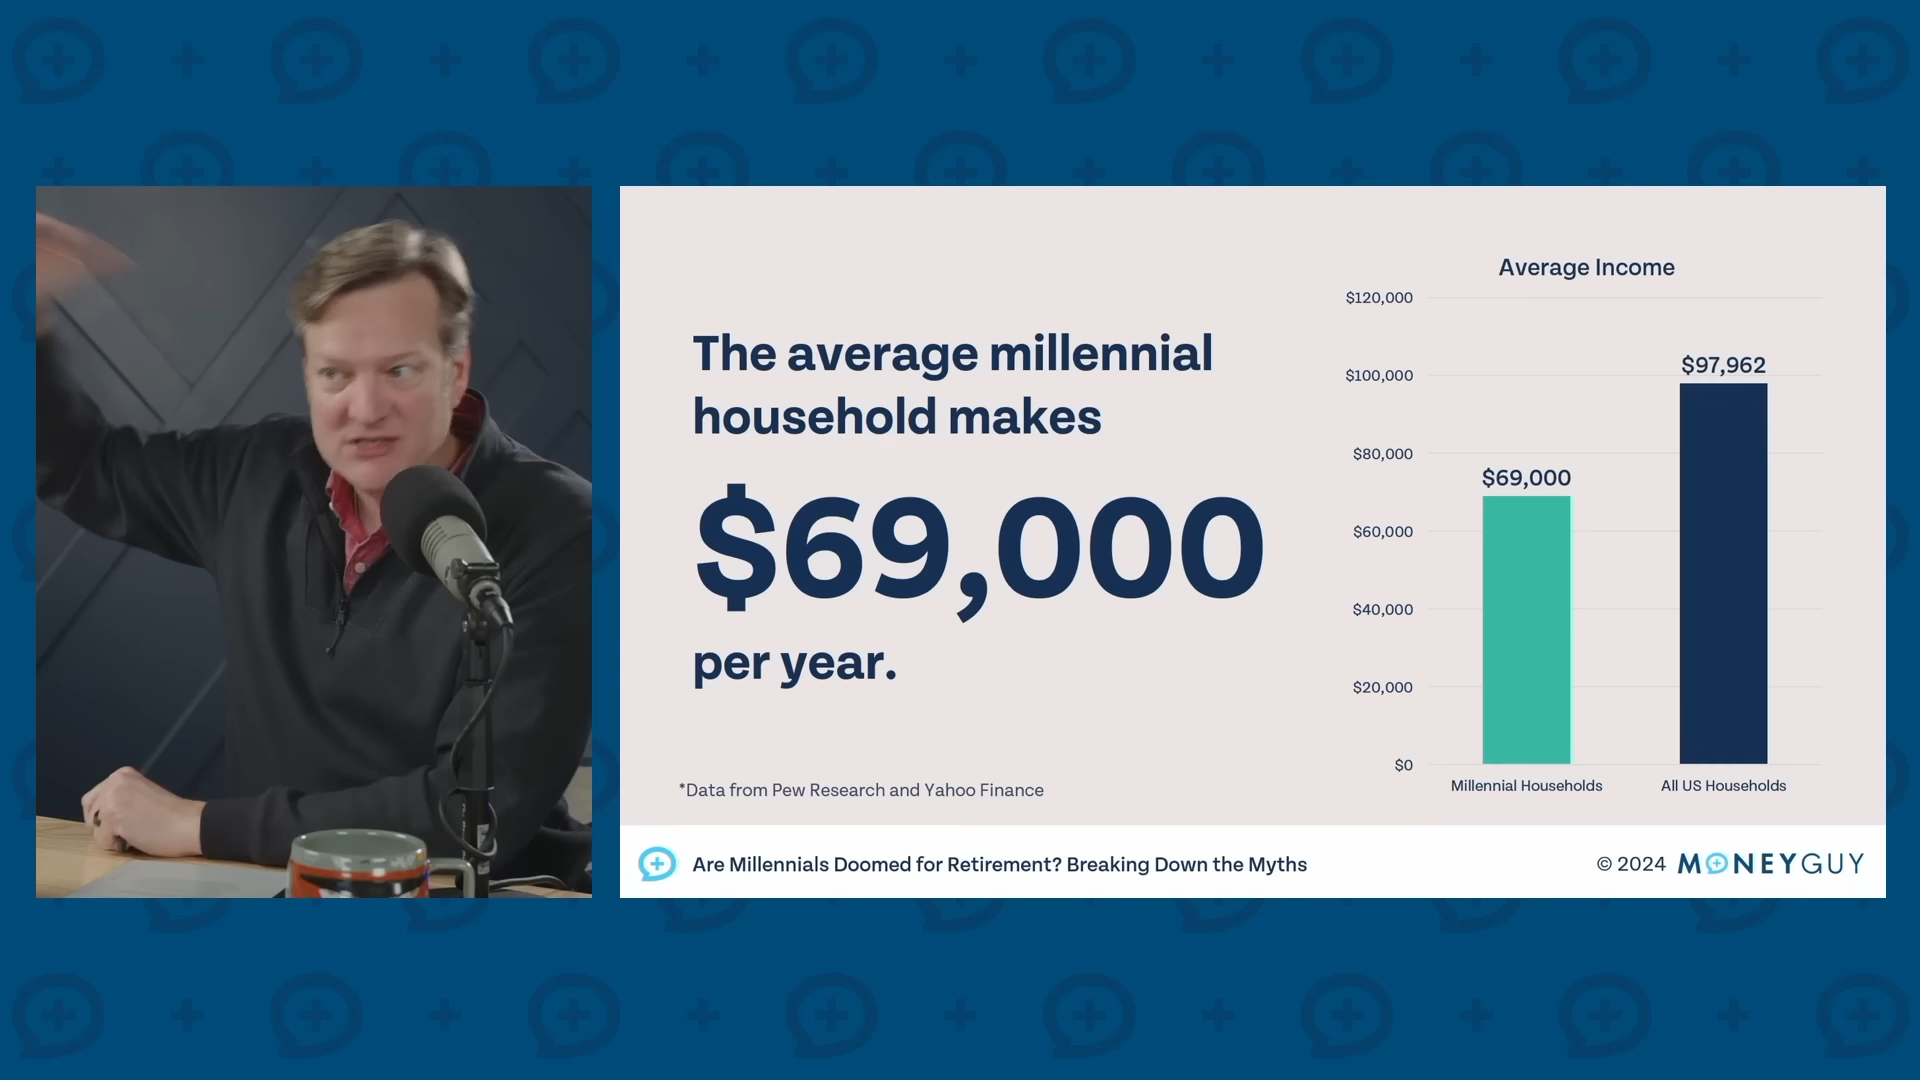 The average millennial
household makes
$69,000
per year.
*Data from Pew Research and Yahoo Finance
Average Income
$120,000
$100,000
$80,000
$60,000
$40,000
$20,000
$0
$69,000
$97,962
Millennial Households
All US Households
Are Millennials Doomed for Retirement? Breaking Down the Myths
© 2024 MONEYGUY